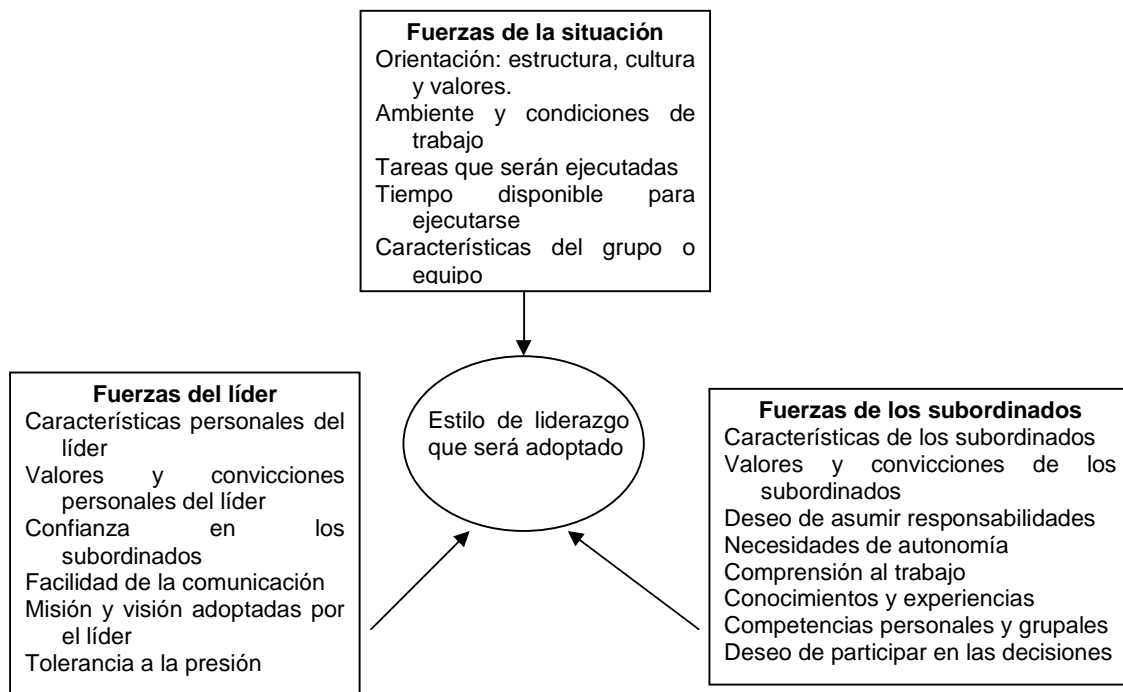 Fuerzas de la situación
Orientación: estructura, cultura
y valores.
Ambiente y condiciones de
trabajo
Tareas que serán ejecutadas
Tiempo disponible para
ejecutarse
Características del grupo o
equipo
Fuerzas del líder
Características personales del
líder
Valores y convicciones
personales del líder
Confianza en los
subordinados
Facilidad de la comunicación
Misión y visión adoptadas por
el líder
Tolerancia a la presión
Estilo de liderazgo
que será adoptado
Fuerzas de los subordinados
Características de los subordinados
Valores y convicciones de los
subordinados
Deseo de asumir responsabilidades
Necesidades de autonomía
Comprensión al trabajo
Conocimientos y experiencias
Competencias personales y grupales
Deseo de participar en las decisiones